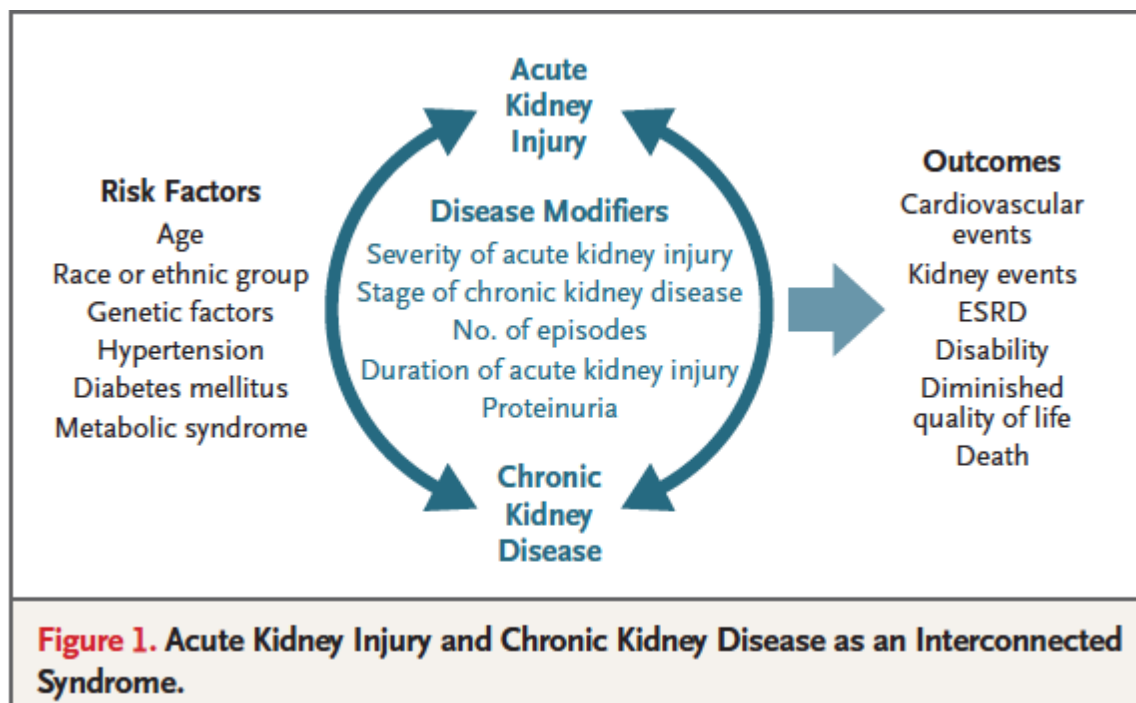 Acute
Kidney
Injury
Risk Factors
Age
Race or ethnic group
Genetic factors
Hypertension
Diabetes mellitus
Metabolic syndrome
Disease Modifiers
Severity of acute kidney injury
Stage of chronic kidney disease
No. of episodes
Duration of acute kidney injury
Proteinuria
Chronic
Kidney
Disease
Outcomes
Cardiovascular
events
Kidney events
ESRD
Disability
Diminished
quality of life
Death
Figure 1. Acute Kidney Injury and Chronic Kidney Disease as an Interconnected
Syndrome.